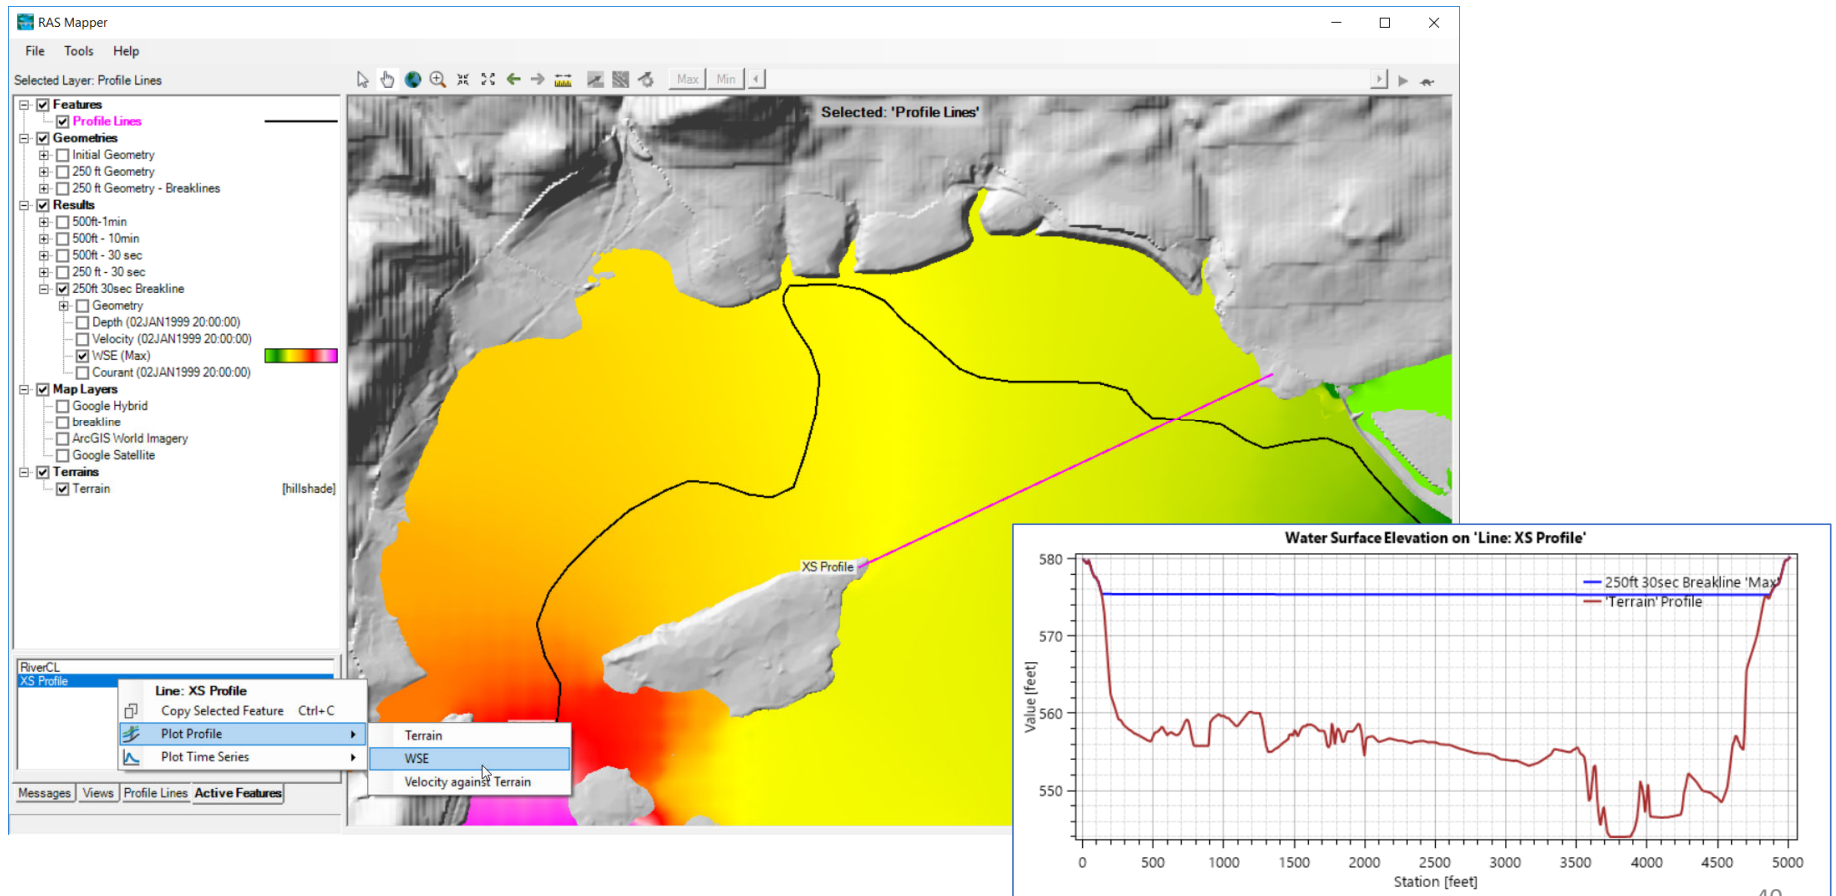 RAS Mapper
File Tools Help
Selected Layer: Profile Lines
Max Min
Features
Profile Lines
Geometries
Initial Geometry
250 ft Geometry
250 ft Geometry - Breaklines
Results
500ft-1min
500ft - 10min
500ft - 30 sec
250 ft - 30 sec
250ft 30sec Breakline
Geometry
Depth (02JAN1999 20:00:00)
Velocity (02JAN1999 20:00:00)
WSE (Max)
Courant (02JAN1999 20:00:00)
Map Layers
Google Hybrid
breakline
ArcGIS World Imagery
Google Satellite
Terrains
Terrain [hillshade]
Selected: 'Profile Lines'
XS Profile
RiverCL
XS Profile
Line: XS Profile
Copy Selected Feature Ctrl+C
Plot Profile
Plot Time Series
Terrain
WSE
Velocity against Terrain
Messages Views Profile Lines Active Features
Water Surface Elevation on 'Line: XS Profile'
250ft 30sec Breakline 'Max'
'Terrain' Profile
Value [feet]
580
570
560
550
0 500 1000 1500 2000 2500 3000 3500 4000 4500 5000
Station [feet]